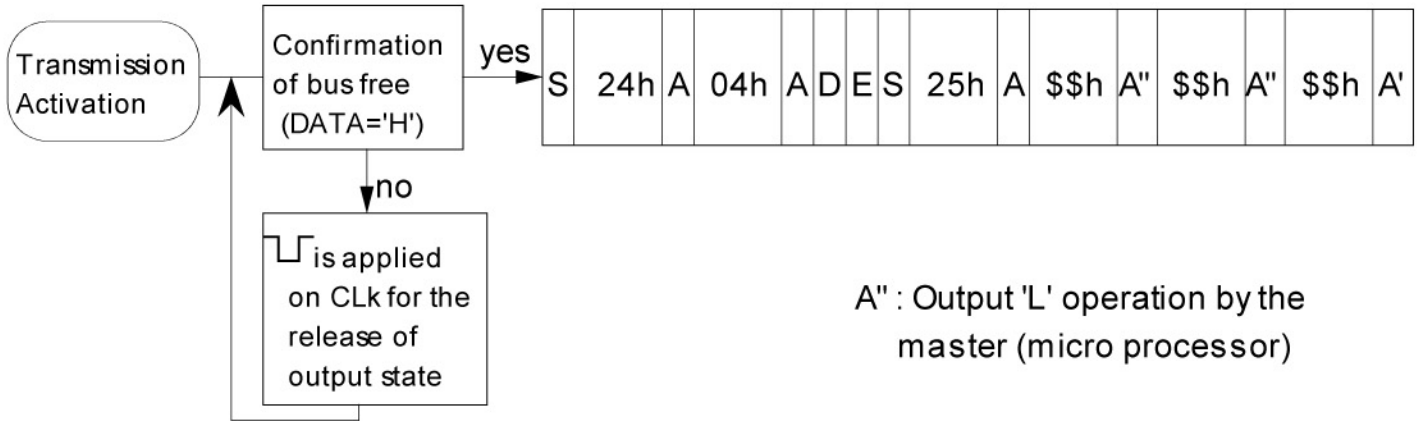 Transmission
Activation
Confirmation
of bus free
(DATA='H')
yes
S 24h A 04h A D E S 25h A $$h A" $$h A" $$h A'
no
is applied
on CLk for the
release of
output state
A" : Output 'L' operation by the
master (micro processor)